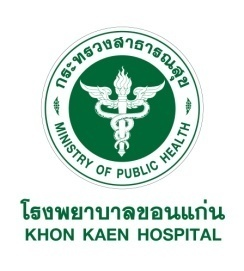 กระทรวงสาธารณสุข
MINISTRY OF PUBLIC HEALTH
โรงพยาบาลขอนแก่น
KHON KAEN HOSPITAL